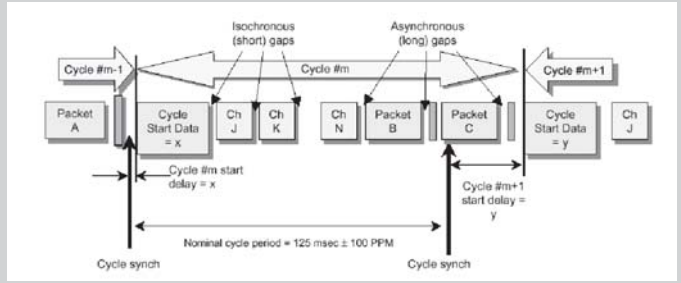 Isochronous
(short) gaps
Asynchronous
(long) gaps
Cycle #m-1
Cycle #m
Cycle #m+1
Packet
A
Cycle
Start Data
= x
Ch
J
Ch
K
Ch
N
Packet
B
Packet
C
Cycle
Start Data
= y
Ch
J
Cycle #m start
delay = x
Cycle #m+1
start delay =
y
Nominal cycle period = 125 msec ± 100 PPM
Cycle synch
Cycle synch